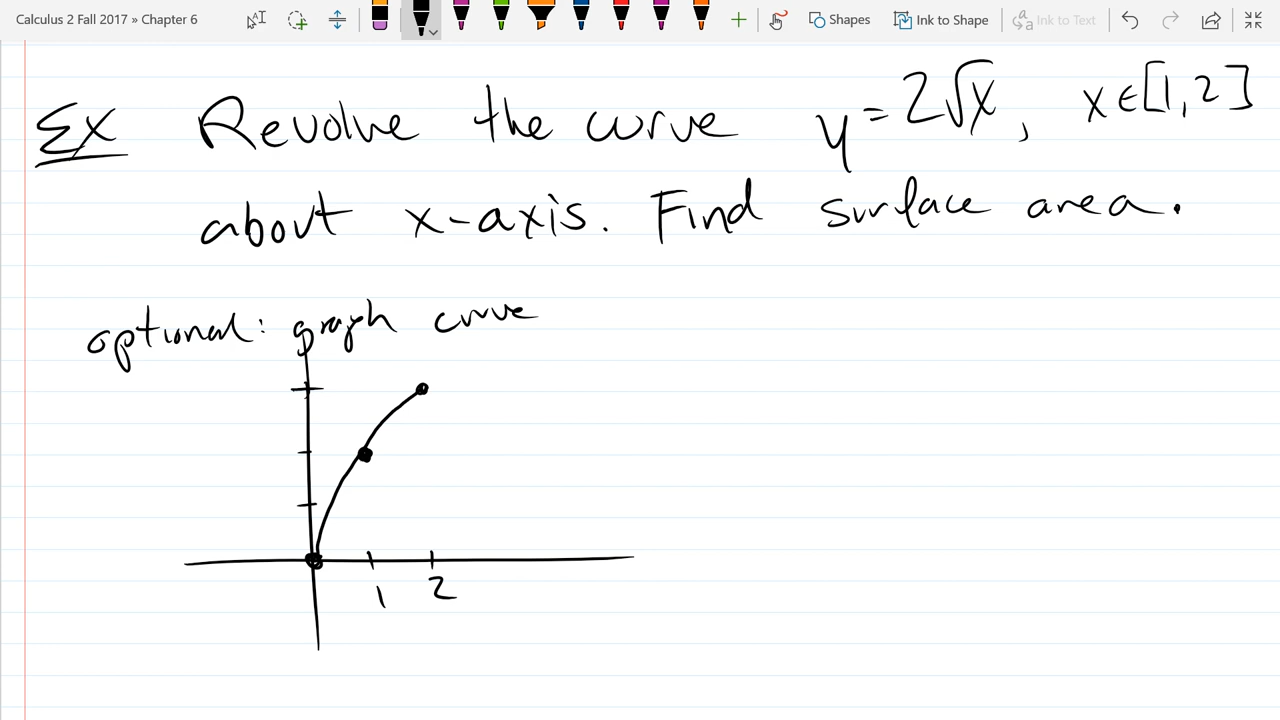 Calculus 2 Fall 2017 » Chapter 6
Shapes
Ink to Shape
Ink to Text
Ex Revolve the curve y = 2√x, x ∈ [1, 2]
about x-axis. Find surface area.
optional: graph curve
1 2